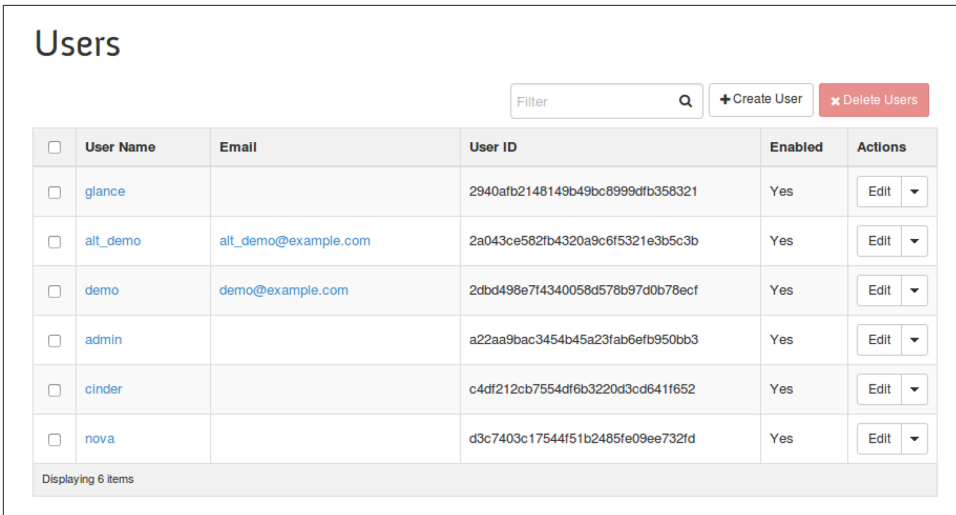 Users
Filter Create User Delete Users
User Name Email User ID Enabled Actions
glance 2940afb2148149b49bc8999dfb358321 Yes Edit
alt_demo alt_demo@example.com 2a043ce582fb4320a9c6f5321e3b5c3b Yes Edit
demo demo@example.com 2dbd498e7f4340058d578b97d0b78ecf Yes Edit
admin a22aa9bac3454b45a23fab6efb950bb3 Yes Edit
cinder c4df212cb7554df6b3220d3cd641f652 Yes Edit
nova d3c7403c17544f51b2485fe09ee732fd Yes Edit
Displaying 6 items